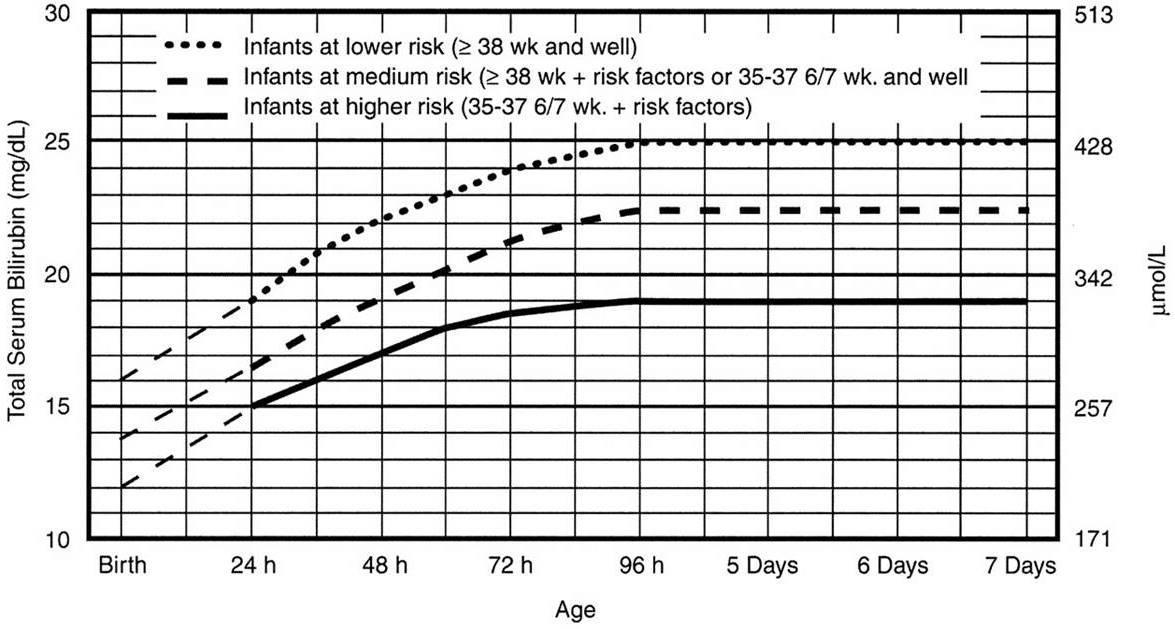 30
513
Infants at lower risk (≥ 38 wk and well)
Infants at medium risk (≥ 38 wk + risk factors or 35-37 6/7 wk. and well
Infants at higher risk (35-37 6/7 wk. + risk factors)
25
428
Total Serum Bilirubin (mg/dL)
20
342
μmol/L
15
257
10
171
Birth 24 h 48 h 72 h 96 h 5 Days 6 Days 7 Days
Age